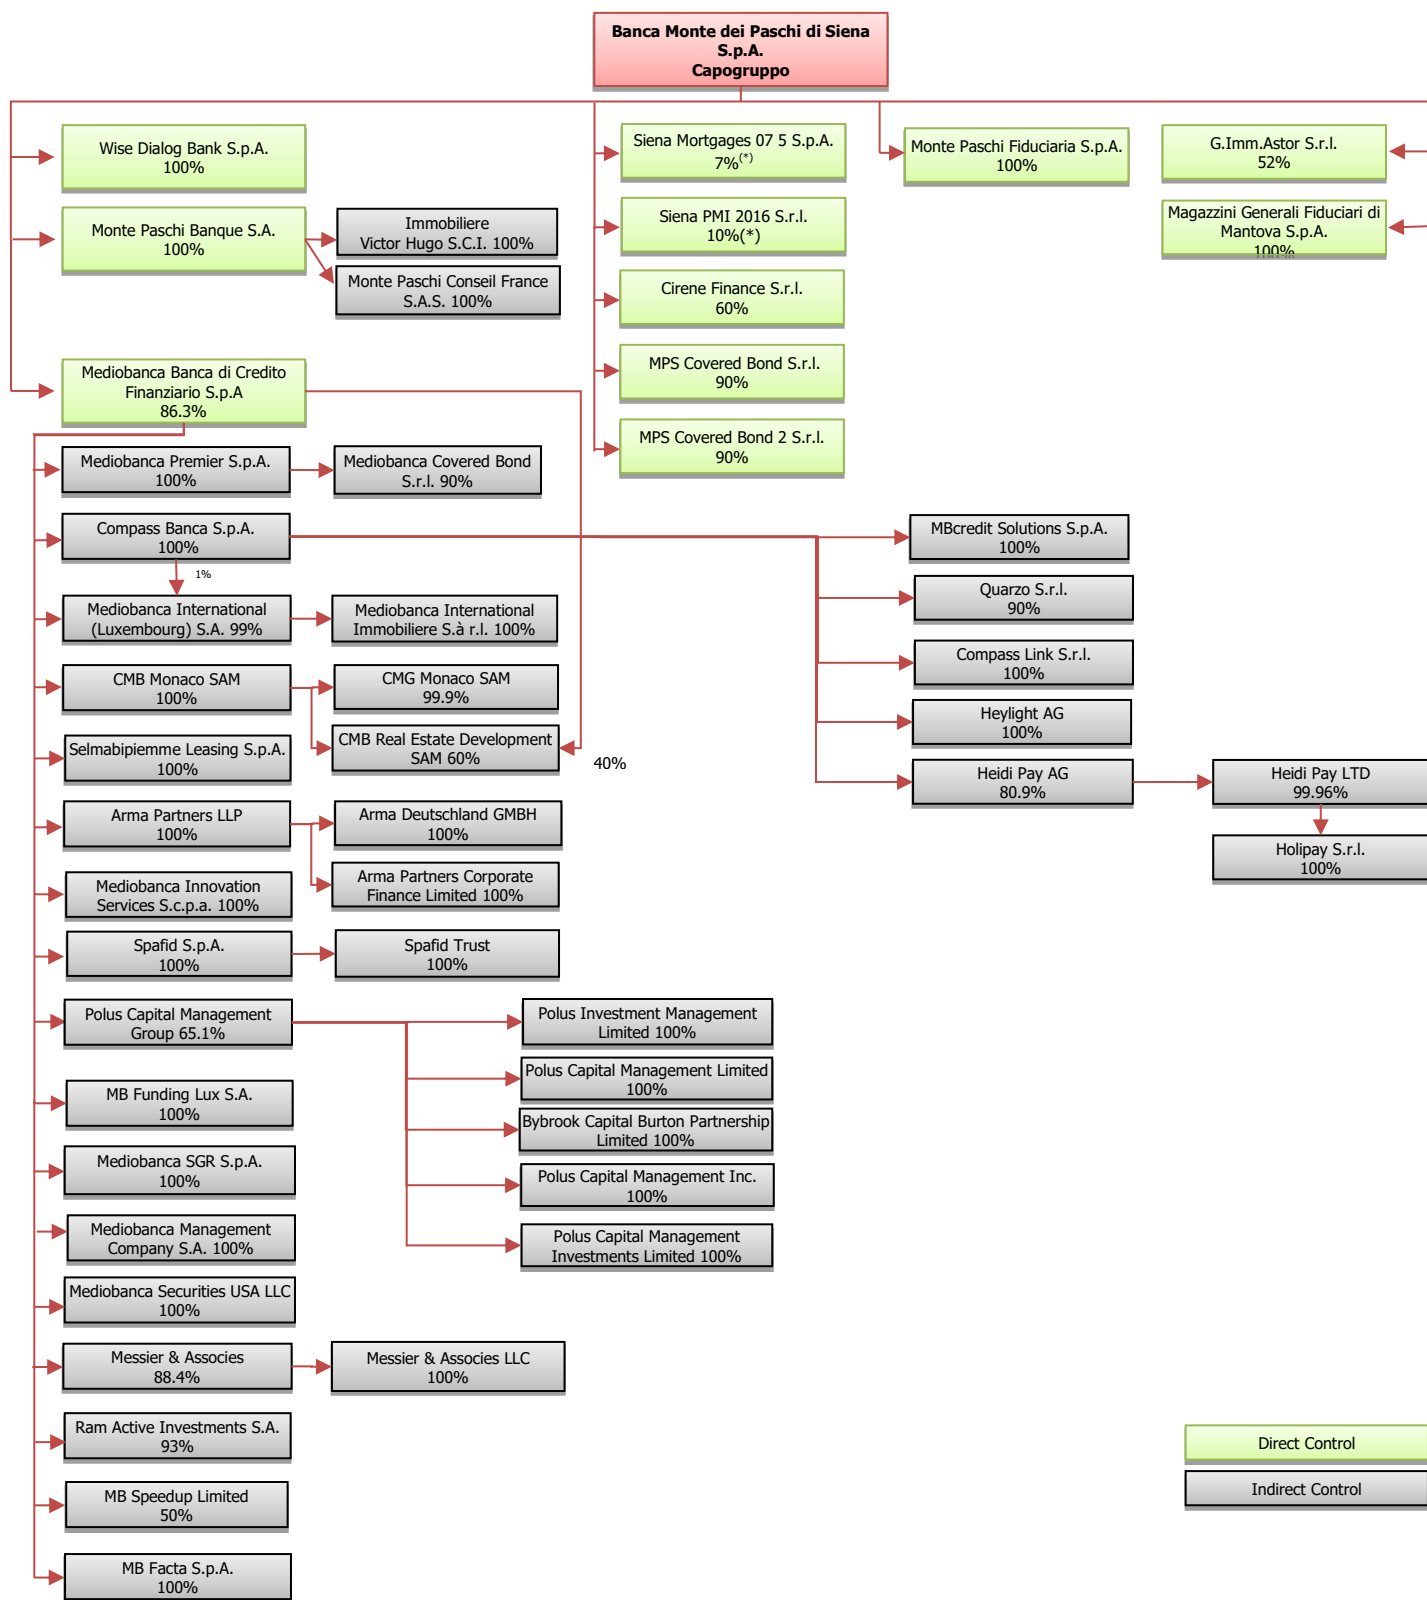 Banca Monte dei Paschi di Siena
S.p.A.
Capogruppo
Wise Dialog Bank S.p.A.
100%
Monte Paschi Banque S.A.
100%
Immobiliere
Victor Hugo S.C.I. 100%
Monte Paschi Conseil France
S.A.S. 100%
Mediobanca Banca di Credito
Finanziario S.p.A
86.3%
Siena Mortgages 07 5 S.p.A.
7%(*)
Siena PMI 2016 S.r.l.
10%(*)
Cirene Finance S.r.l.
60%
MPS Covered Bond S.r.l.
90%
MPS Covered Bond 2 S.r.l.
90%
Monte Paschi Fiduciaria S.p.A.
100%
G.Imm.Astor S.r.l.
52%
Magazzini Generali Fiduciari di
Mantova S.p.A.
100%
Mediobanca Premier S.p.A.
100%
Mediobanca Covered Bond
S.r.l. 90%
Compass Banca S.p.A.
100%
1%
Mediobanca International
(Luxembourg) S.A. 99%
Mediobanca International
Immobiliere S.à r.l. 100%
CMB Monaco SAM
100%
CMG Monaco SAM
99.9%
CMB Real Estate Development
SAM 60%
40%
Selmabipiemme Leasing S.p.A.
100%
Arma Partners LLP
100%
Arma Deutschland GMBH
100%
Arma Partners Corporate
Finance Limited 100%
Mediobanca Innovation
Services S.c.p.a. 100%
Spafid S.p.A.
100%
Spafid Trust
100%
Polus Capital Management
Group 65.1%
Polus Investment Management
Limited 100%
Polus Capital Management Limited
100%
Bybrook Capital Burton Partnership
Limited 100%
Polus Capital Management Inc.
100%
Polus Capital Management
Investments Limited 100%
MB Funding Lux S.A.
100%
Mediobanca SGR S.p.A.
100%
Mediobanca Management
Company S.A. 100%
Mediobanca Securities USA LLC
100%
Messier & Associes
88.4%
Messier & Associes LLC
100%
Ram Active Investments S.A.
93%
MB Speedup Limited
50%
MB Facta S.p.A.
100%
MBcredit Solutions S.p.A.
100%
Quarzo S.r.l.
90%
Compass Link S.r.l.
100%
Heylight AG
100%
Heidi Pay AG
80.9%
Heidi Pay LTD
99.96%
Holipay S.r.l.
100%
Direct Control
Indirect Control